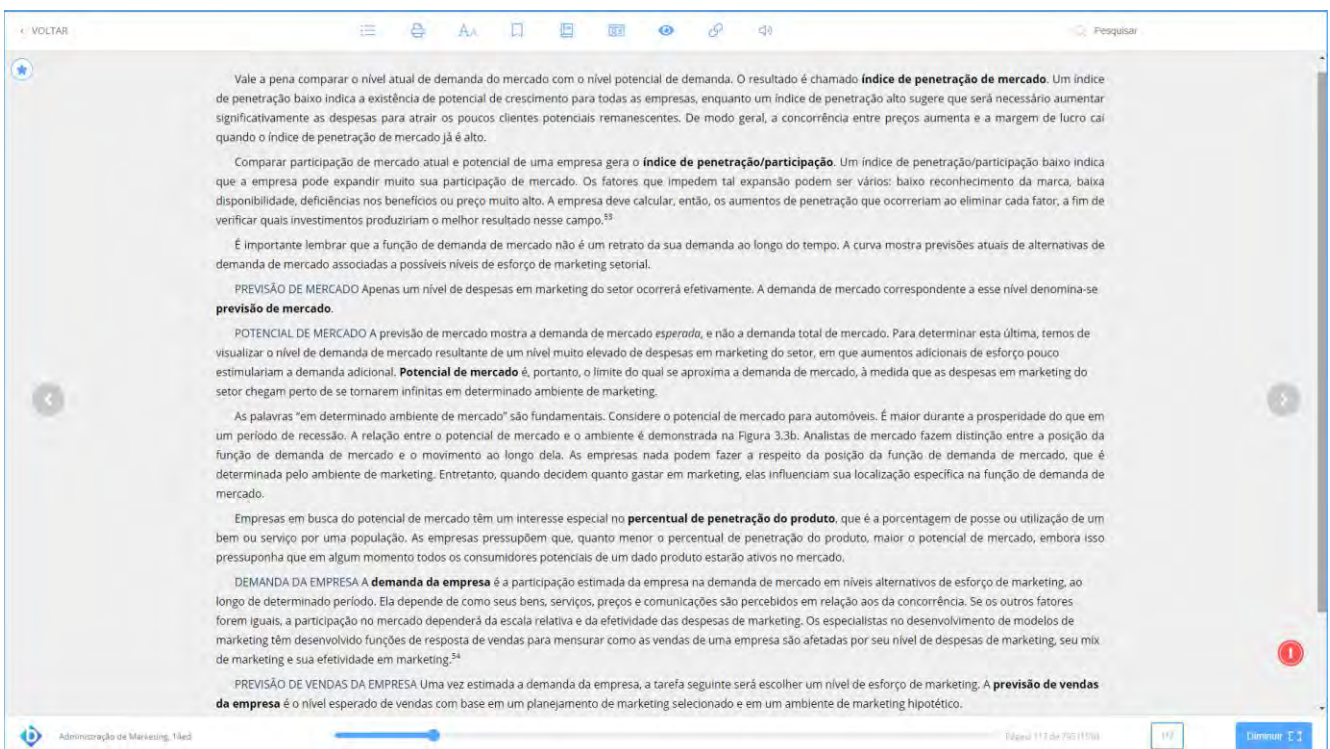 ‹ VOLTAR
AA
Pesquisar
Vale a pena comparar o nível atual de demanda do mercado com o nível potencial de demanda. O resultado é chamado índice de penetração de mercado. Um índice
de penetração baixo indica a existência de potencial de crescimento para todas as empresas, enquanto um índice de penetração alto sugere que será necessário aumentar
significativamente as despesas para atrair os poucos clientes potenciais remanescentes. De modo geral, a concorrência entre preços aumenta e a margem de lucro cai
quando o índice de penetração de mercado já é alto.
Comparar participação de mercado atual e potencial de uma empresa gera o índice de penetração/participação. Um índice de penetração/participação baixo indica
que a empresa pode expandir muito sua participação de mercado. Os fatores que impedem tal expansão podem ser vários: baixo reconhecimento da marca, baixa
disponibilidade, deficiências nos benefícios ou preço muito alto. A empresa deve calcular, então, os aumentos de penetração que ocorreriam ao eliminar cada fator, a fim de
verificar quais investimentos produziriam o melhor resultado nesse campo.53
É importante lembrar que a função de demanda de mercado não é um retrato da sua demanda ao longo do tempo. A curva mostra previsões atuais de alternativas de
demanda de mercado associadas a possíveis níveis de esforço de marketing setorial.
PREVISÃO DE MERCADO Apenas um nível de despesas em marketing do setor ocorrerá efetivamente. A demanda de mercado correspondente a esse nível denomina-se
previsão de mercado.
POTENCIAL DE MERCADO A previsão de mercado mostra a demanda de mercado esperada, e não a demanda total de mercado. Para determinar esta última, temos de
visualizar o nível de demanda de mercado resultante de um nível muito elevado de despesas em marketing do setor, em que aumentos adicionais de esforço pouco
estimulariam a demanda adicional. Potencial de mercado é, portanto, o limite do qual se aproxima a demanda de mercado, à medida que as despesas em marketing do
setor chegam perto de se tornarem infinitas em determinado ambiente de marketing.
As palavras “em determinado ambiente de mercado” são fundamentais. Considere o potencial de mercado para automóveis. É maior durante a prosperidade do que em
um período de recessão. A relação entre o potencial de mercado e o ambiente é demonstrada na Figura 3.3b. Analistas de mercado fazem distinção entre a posição da
função de demanda de mercado e o movimento ao longo dela. As empresas nada podem fazer a respeito da posição da função de demanda de mercado, que é
determinada pelo ambiente de marketing. Entretanto, quando decidem quanto gastar em marketing, elas influenciam sua localização específica na função de demanda de
mercado.
Empresas em busca do potencial de mercado têm um interesse especial no percentual de penetração do produto, que é a porcentagem de posse ou utilização de um
bem ou serviço por uma população. As empresas pressupõem que, quanto menor o percentual de penetração do produto, maior o potencial de mercado, embora isso
pressuponha que em algum momento todos os consumidores potenciais de um dado produto estarão ativos no mercado.
DEMANDA DA EMPRESA A demanda da empresa é a participação estimada da empresa na demanda de mercado em níveis alternativos de esforço de marketing, ao
longo de determinado período. Ela depende de como seus bens, serviços, preços e comunicações são percebidos em relação aos da concorrência. Se os outros fatores
forem iguais, a participação no mercado dependerá da escala relativa e da efetividade das despesas de marketing. Os especialistas no desenvolvimento de modelos de
marketing têm desenvolvido funções de resposta de vendas para mensurar como as vendas de uma empresa são afetadas por seu nível de despesas de marketing, seu mix
de marketing e sua efetividade em marketing.54
PREVISÃO DE VENDAS DA EMPRESA Uma vez estimada a demanda da empresa, a tarefa seguinte será escolher um nível de esforço de marketing. A previsão de vendas
da empresa é o nível esperado de vendas com base em um planejamento de marketing selecionado e em um ambiente de marketing hipotético.
Administração de Marketing, 14ed
Diminuir